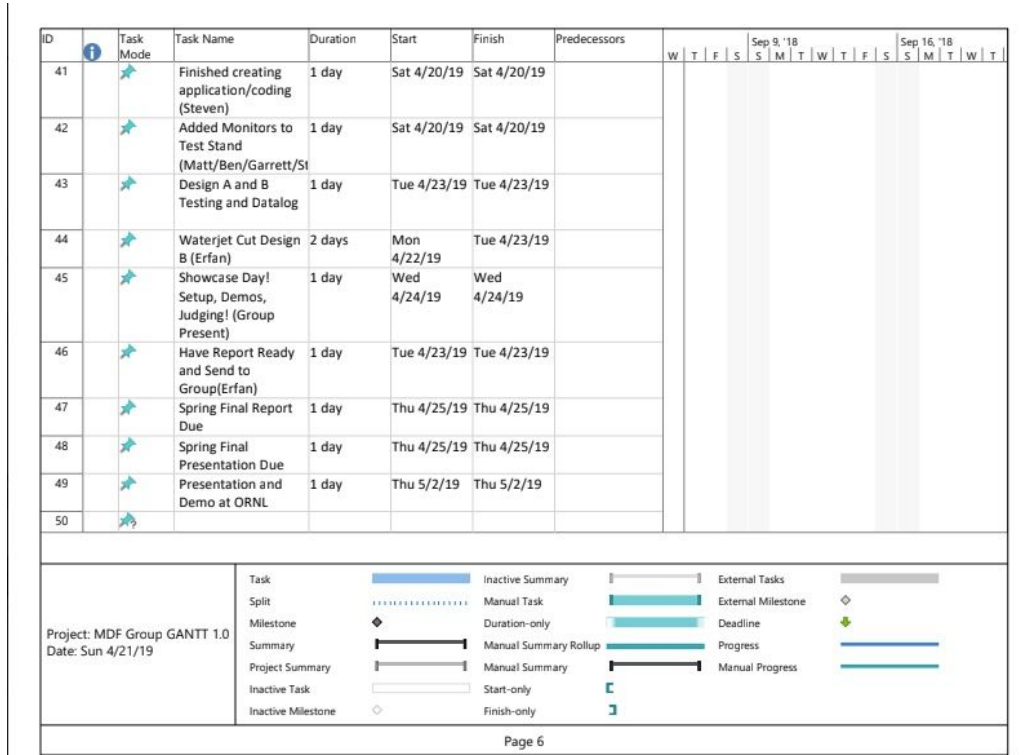 ID Task Mode Task Name Duration Start Finish Predecessors Sep 9, '18 Sep 16, '18
W T F S S M T W T F S S M T W T
41 Finished creating 1 day Sat 4/20/19 Sat 4/20/19
application/coding
(Steven)
42 Added Monitors to 1 day Sat 4/20/19 Sat 4/20/19
Test Stand
(Matt/Ben/Garrett/St
43 Design A and B 1 day Tue 4/23/19 Tue 4/23/19
Testing and Datalog
44 Waterjet Cut Design 2 days Mon Tue 4/23/19
B (Erfan) 4/22/19
45 Showcase Day! 1 day Wed Wed
Setup, Demos, 4/24/19 4/24/19
Judging! (Group
Present)
46 Have Report Ready 1 day Tue 4/23/19 Tue 4/23/19
and Send to
Group(Erfan)
47 Spring Final Report 1 day Thu 4/25/19 Thu 4/25/19
Due
48 Spring Final 1 day Thu 4/25/19 Thu 4/25/19
Presentation Due
49 Presentation and 1 day Thu 5/2/19 Thu 5/2/19
Demo at ORNL
50
Project: MDF Group GANTT 1.0
Date: Sun 4/21/19
Task
Split
Milestone
Summary
Project Summary
Inactive Task
Inactive Milestone
Inactive Summary
Manual Task
Duration-only
Manual Summary Rollup
Manual Summary
Start-only
Finish-only
External Tasks
External Milestone
Deadline
Progress
Manual Progress
Page 6